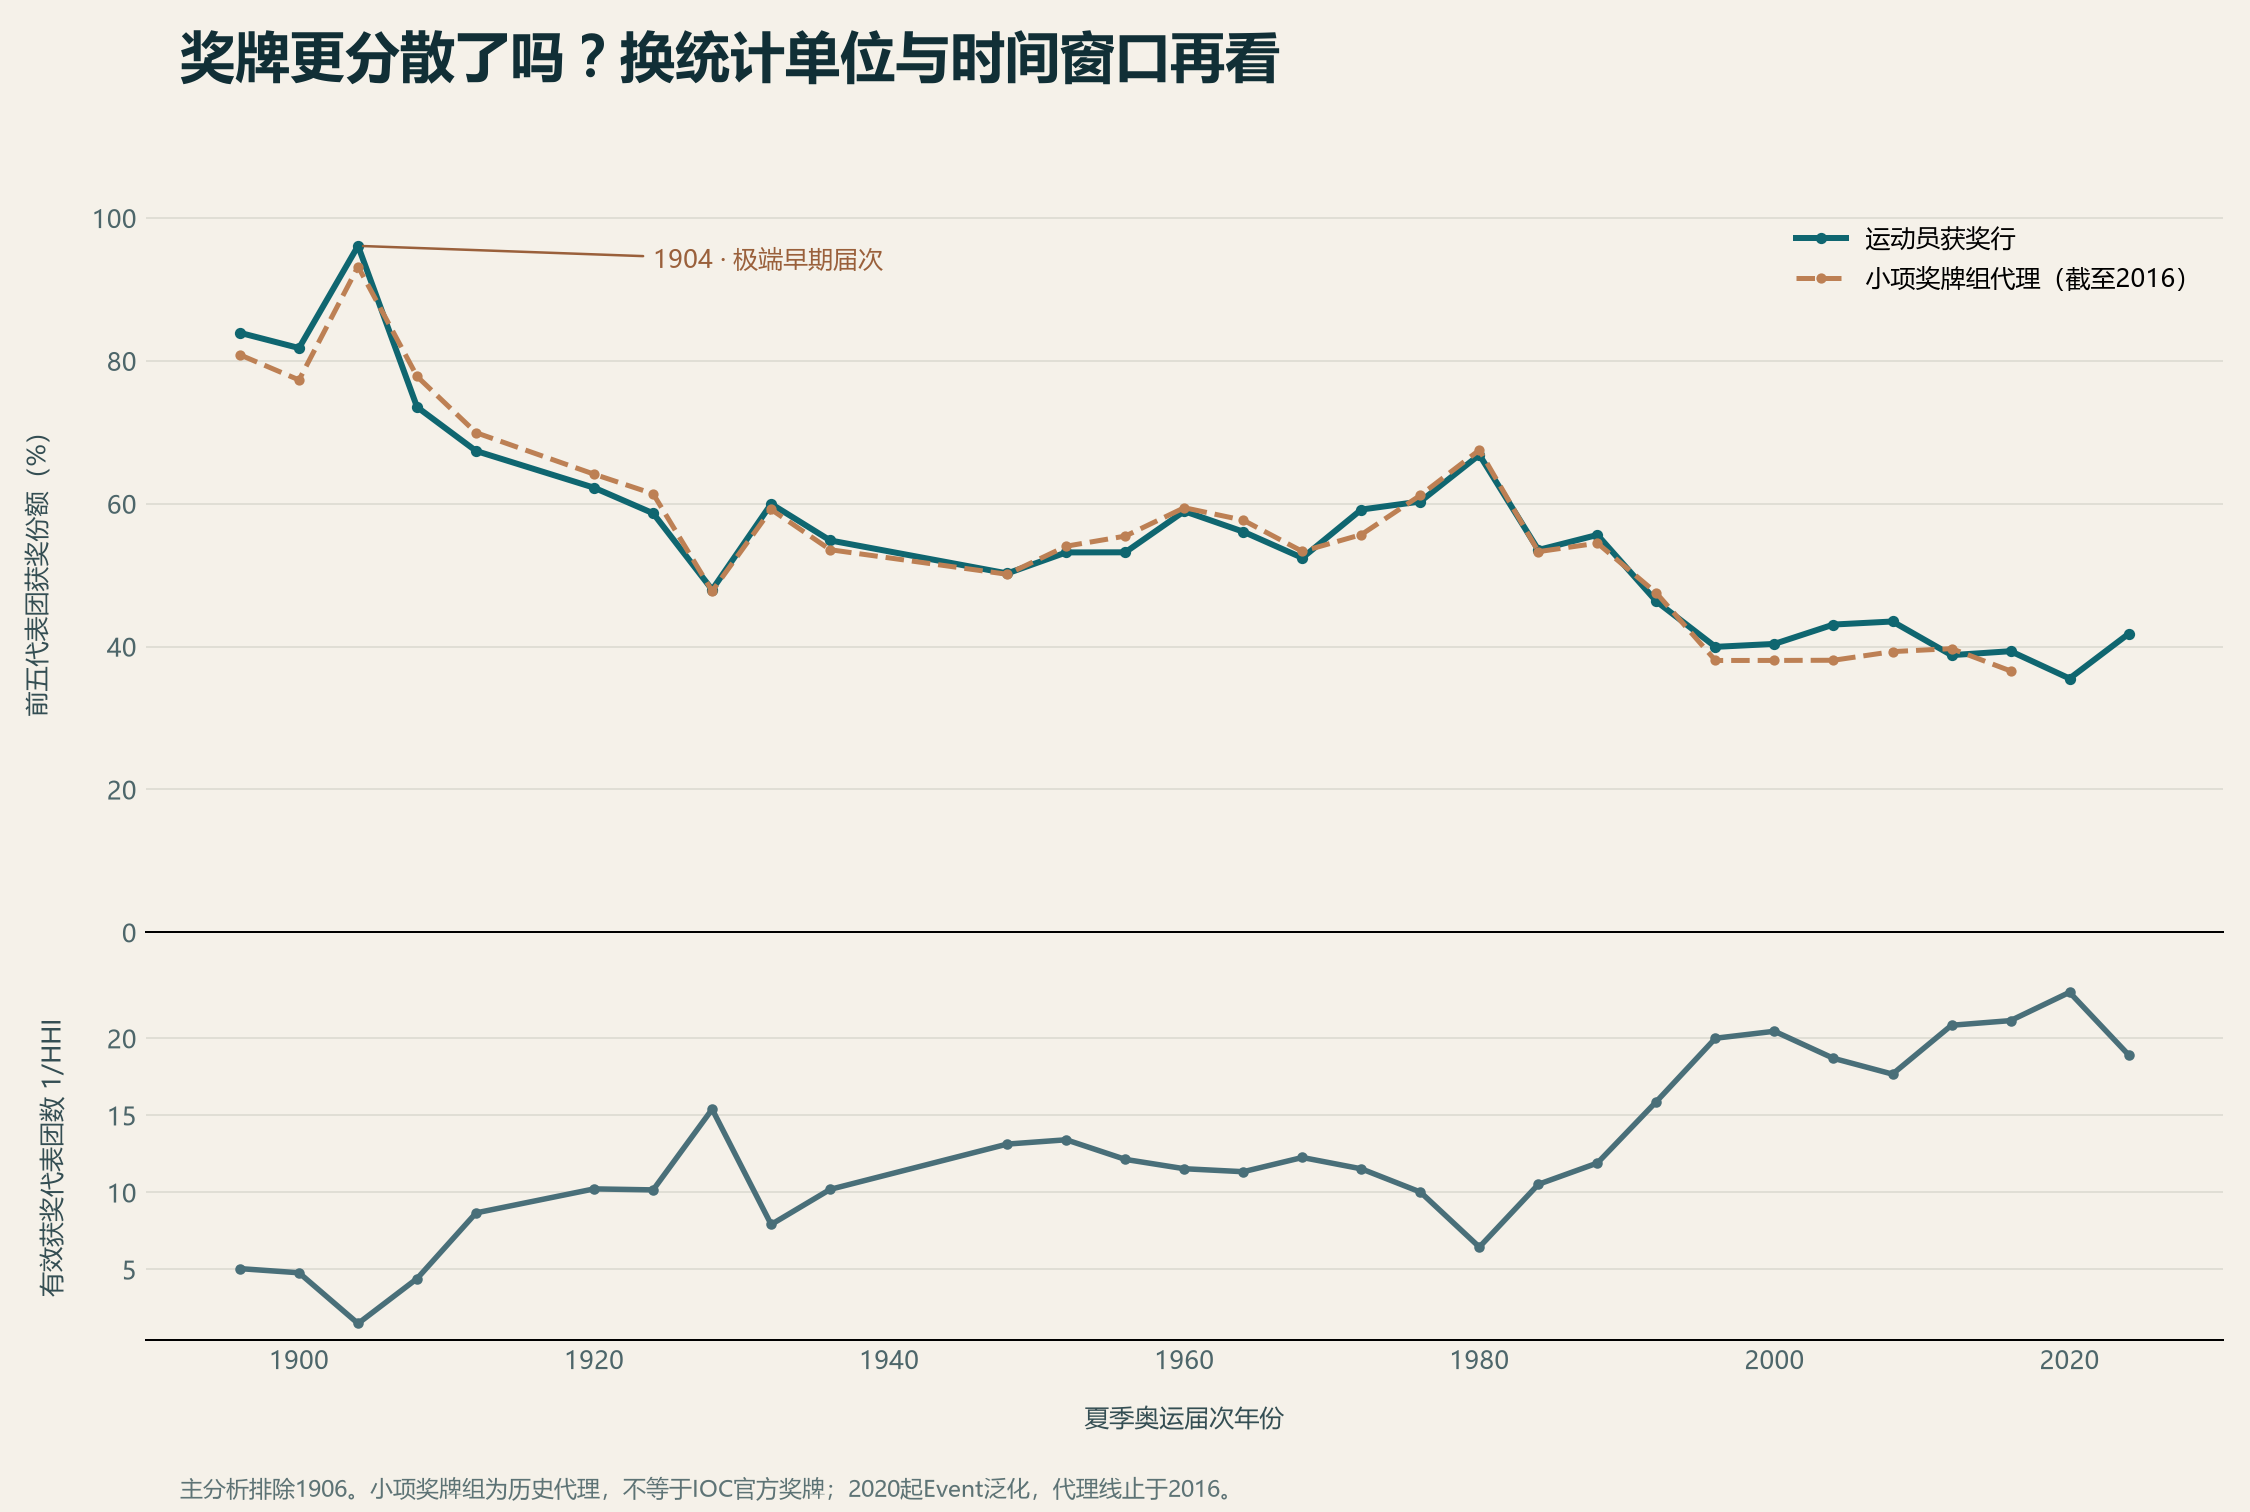 奖牌更分散了吗？换统计单位与时间窗口再看
100
80
60
40
20
0
前五代表团获奖份额（%）
1904 · 极端早期届次
运动员获奖行
小项奖牌组代理（截至2016）
20
15
10
5
有效获奖代表团数 1/HHI
1900
1920
1940
1960
1980
2000
2020
夏季奥运届次年份
主分析排除1906。小项奖牌组为历史代理，不等于IOC官方奖牌；2020起Event泛化，代理线止于2016。